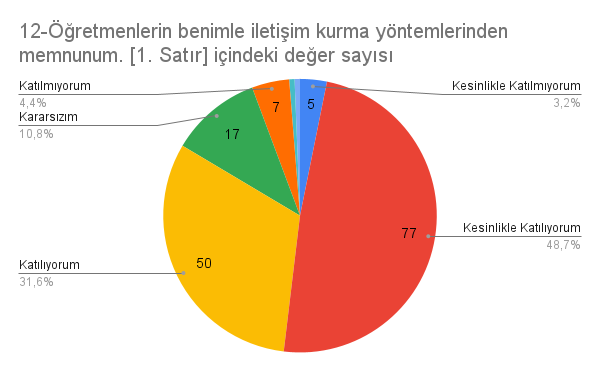 12-Öğretmenlerin benimle iletişim kurma yöntemlerinden
memnunum. [1. Satır] içindeki değer sayısı
Katılmıyorum
4,4%
Kararsızım
10,8%
Katılıyorum
31,6%
Kesinlikle Katılmıyorum
3,2%
Kesinlikle Katılıyorum
48,7%
7
5
17
77
50